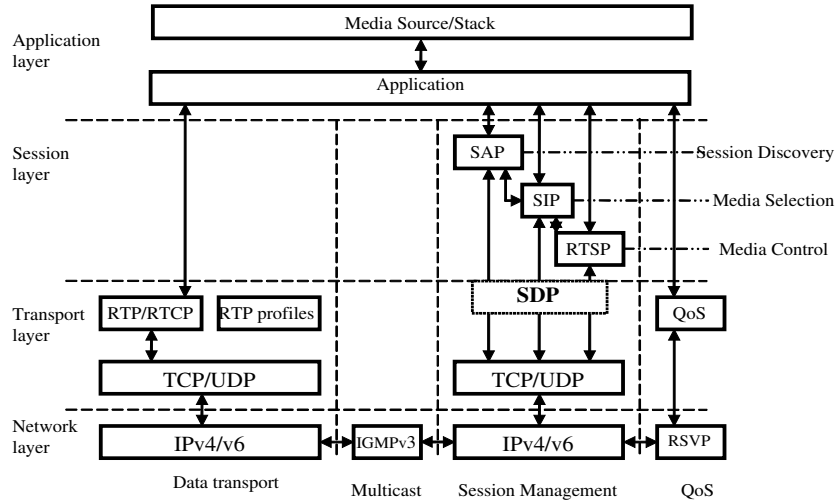 Media Source/Stack
Application
layer
Application
Session
layer
SAP
Session Discovery
SIP
Media Selection
RTSP
Media Control
SDP
Transport
layer
RTP/RTCP
RTP profiles
QoS
TCP/UDP
TCP/UDP
Network
layer
IPv4/v6
IGMPv3
IPv4/v6
RSVP
Data transport
Multicast
Session Management
QoS